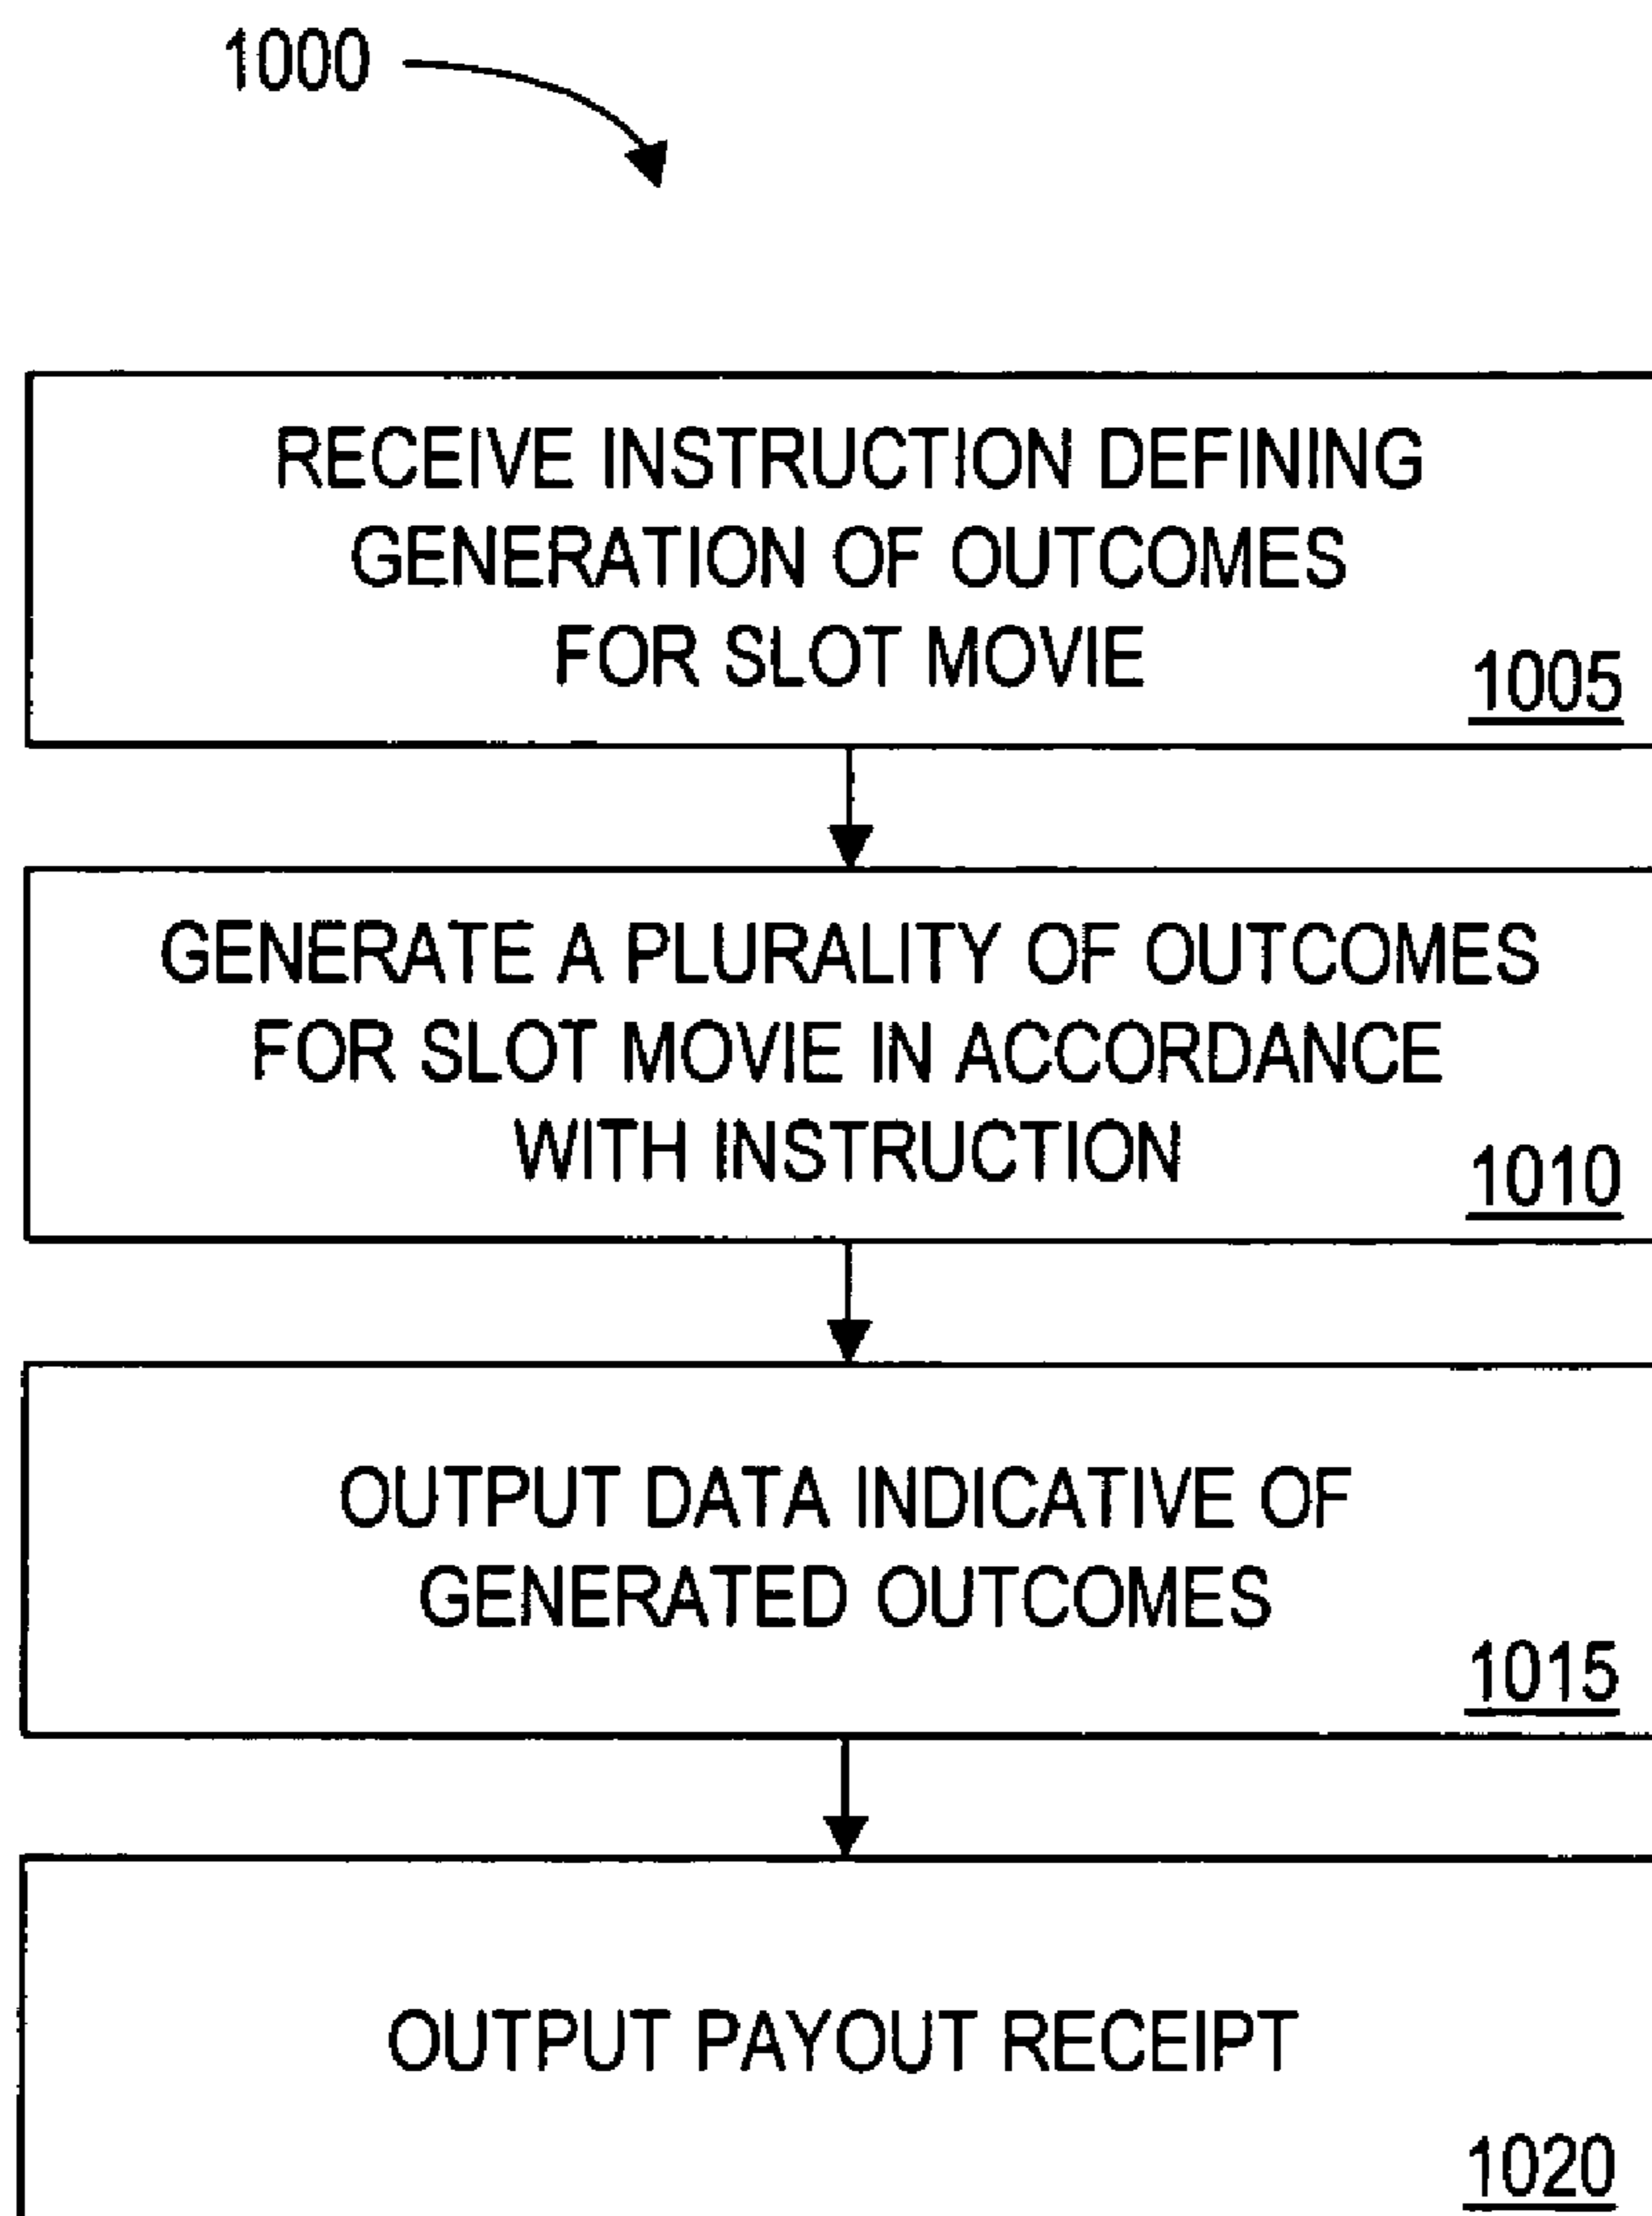 1000
RECEIVE INSTRUCTION DEFINING
GENERATION OF OUTCOMES
FOR SLOT MOVIE
1005
GENERATE A PLURALITY OF OUTCOMES
FOR SLOT MOVIE IN ACCORDANCE
WITH INSTRUCTION
1010
OUTPUT DATA INDICATIVE OF
GENERATED OUTCOMES
1015
OUTPUT PAYOUT RECEIPT
1020